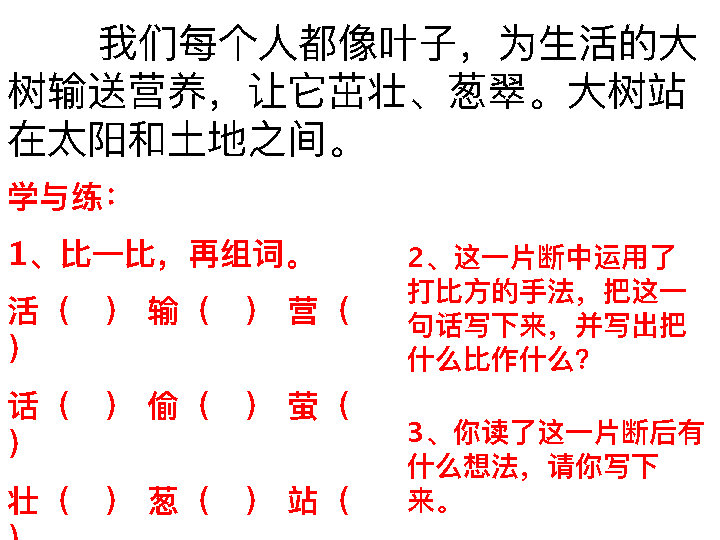 我们每个人都像叶子，为生活的大
树输送营养，让它茁壮、葱翠。大树站
在太阳和土地之间。
学与练：
1、比一比，再组词。
活（　） 输（　） 营（
）
话（　） 偷（　） 萤（
）
壮（　） 葱（　） 站（
）
2、这一片断中运用了
打比方的手法，把这一
句话写下来，并写出把
什么比作什么？
3、你读了这一片断后有
什么想法，请你写下
来。